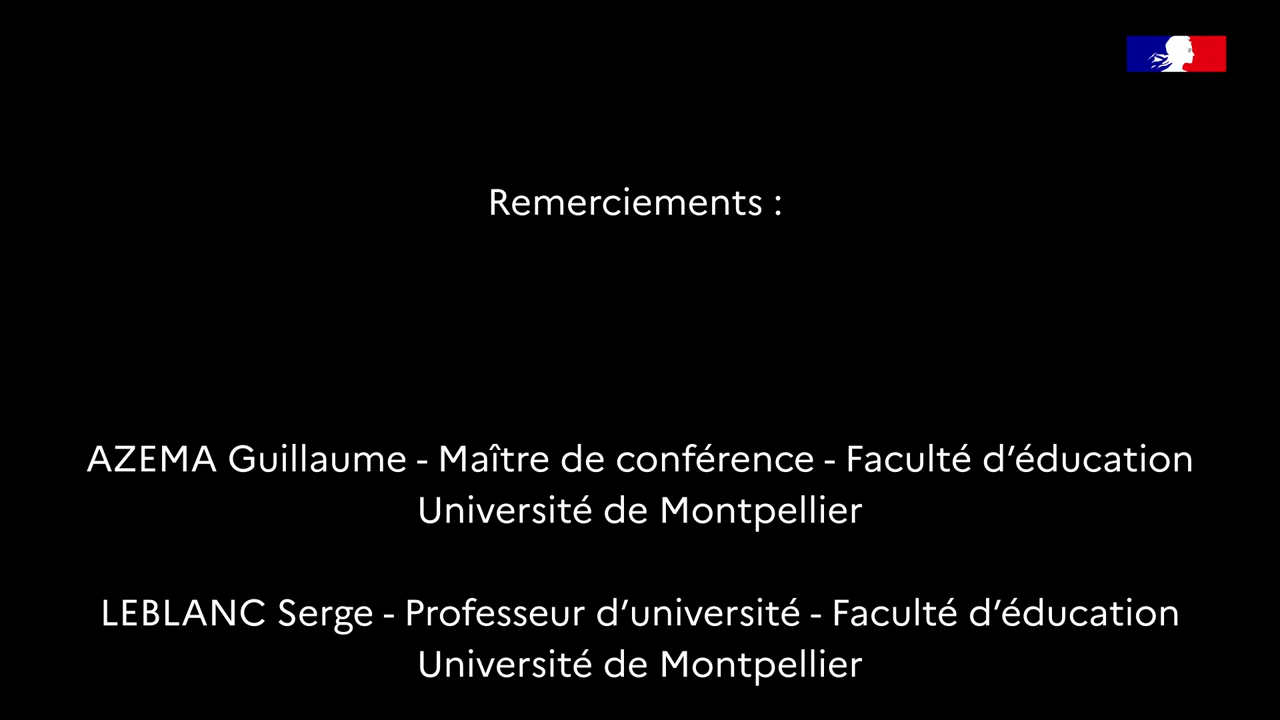 Remerciements :
AZEMA Guillaume - Maître de conférence - Faculté d’éducation
Université de Montpellier
LEBLANC Serge - Professeur d’université - Faculté d’éducation
Université de Montpellier